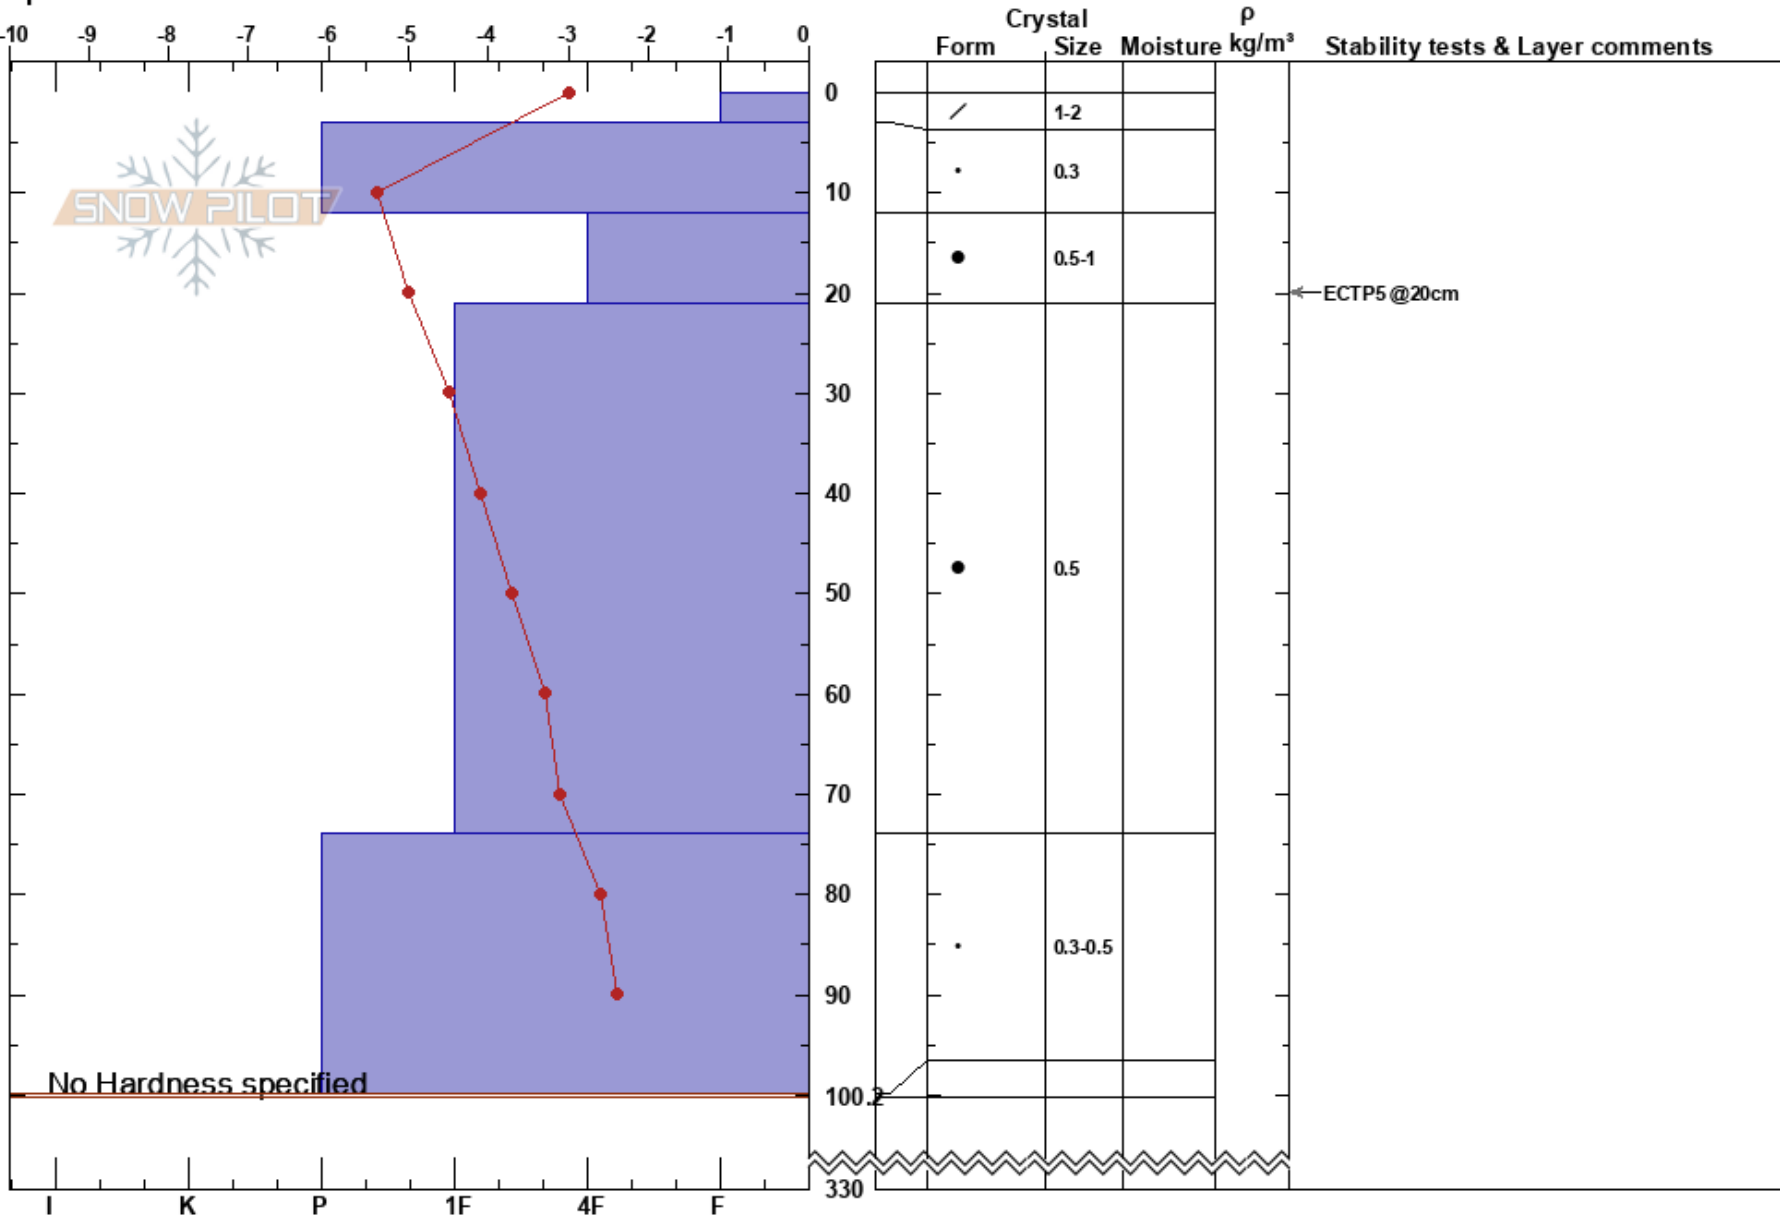 -10 -9 -8 -7 -6 -5 -4 -3 -2 -1 0
Crystal ρ
Form Size Moisture kg/m³ Stability tests & Layer comments
0
1-2
0.3
10
SNOW PILOT
0.5-1
20
ECTP5 @20cm
30
40
0.5
50
60
70
80
0.3-0.5
90
No Hardness specified
100.2
330
I K P 1F 4F F